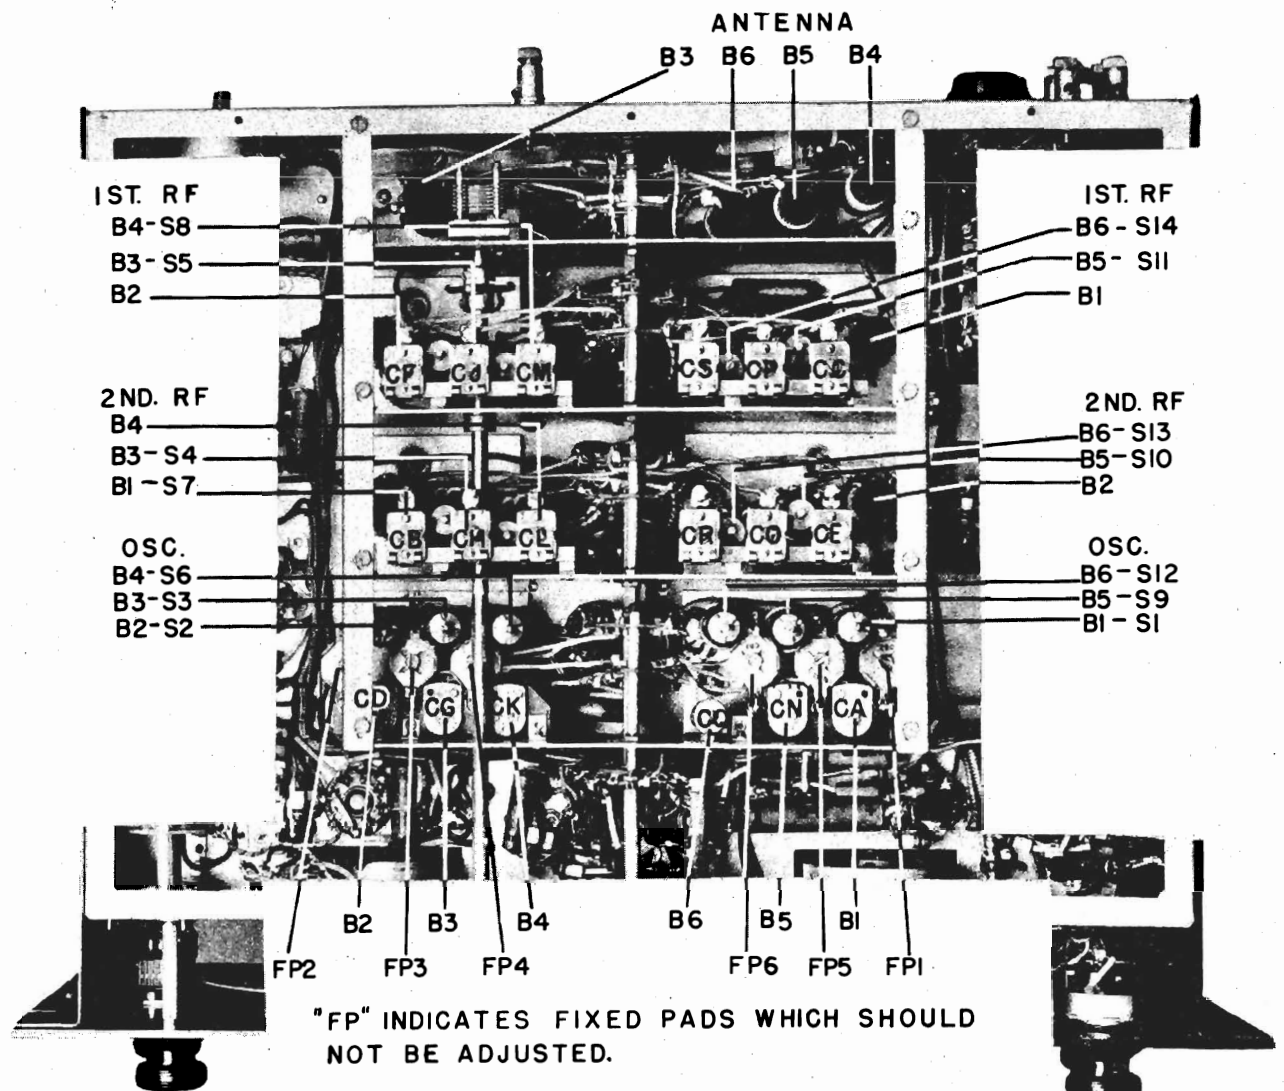 ANTENNA
B3 B6 B5 B4
1ST. RF
B4-S8
B3-S5
B2
1ST. RF
B6-S14
B5-S11
B1
CF CJ CM CS CP CC
2ND. RF
B4
B3-S4
B1-S7
2ND. RF
B6-S13
B5-S10
B2
CB CH CL CR CO CE
OSC.
B4-S6
B3-S3
B2-S2
OSC.
B6-S12
B5-S9
B1-S1
CD CG CK CQ CN CA
B2 B3 B4 B6 B5 B1
FP2 FP3 FP4 FP6 FP5 FP1
"FP" INDICATES FIXED PADS WHICH SHOULD
NOT BE ADJUSTED.